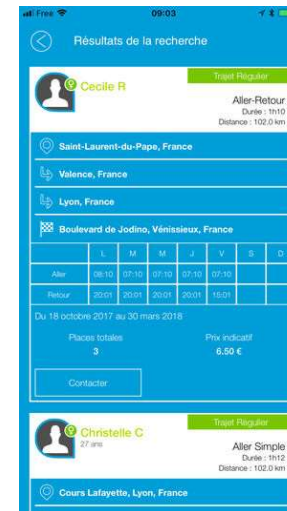 Free 09:03
Résultats de la recherche
Trajet Régulier
Cecile R
Aller-Retour
Durée : 1h10
Distance : 102.0 km
Saint-Laurent-du-Pape, France
Valence, France
Lyon, France
Boulevard de Jodino, Vénissieux, France
L M M J V S D
Aller 08:10 07:10 07:10 07:10 07:10
Retour 20:01 20:01 20:01 20:01 15:01
Du 18 octobre 2017 au 30 mars 2018
Places totales Prix indicatif
3 6.50 €
Contacter
Trajet Régulier
Christelle C
27 ans
Aller Simple
Durée : 1h12
Distance : 102.0 km
Cours Lafayette, Lyon, France